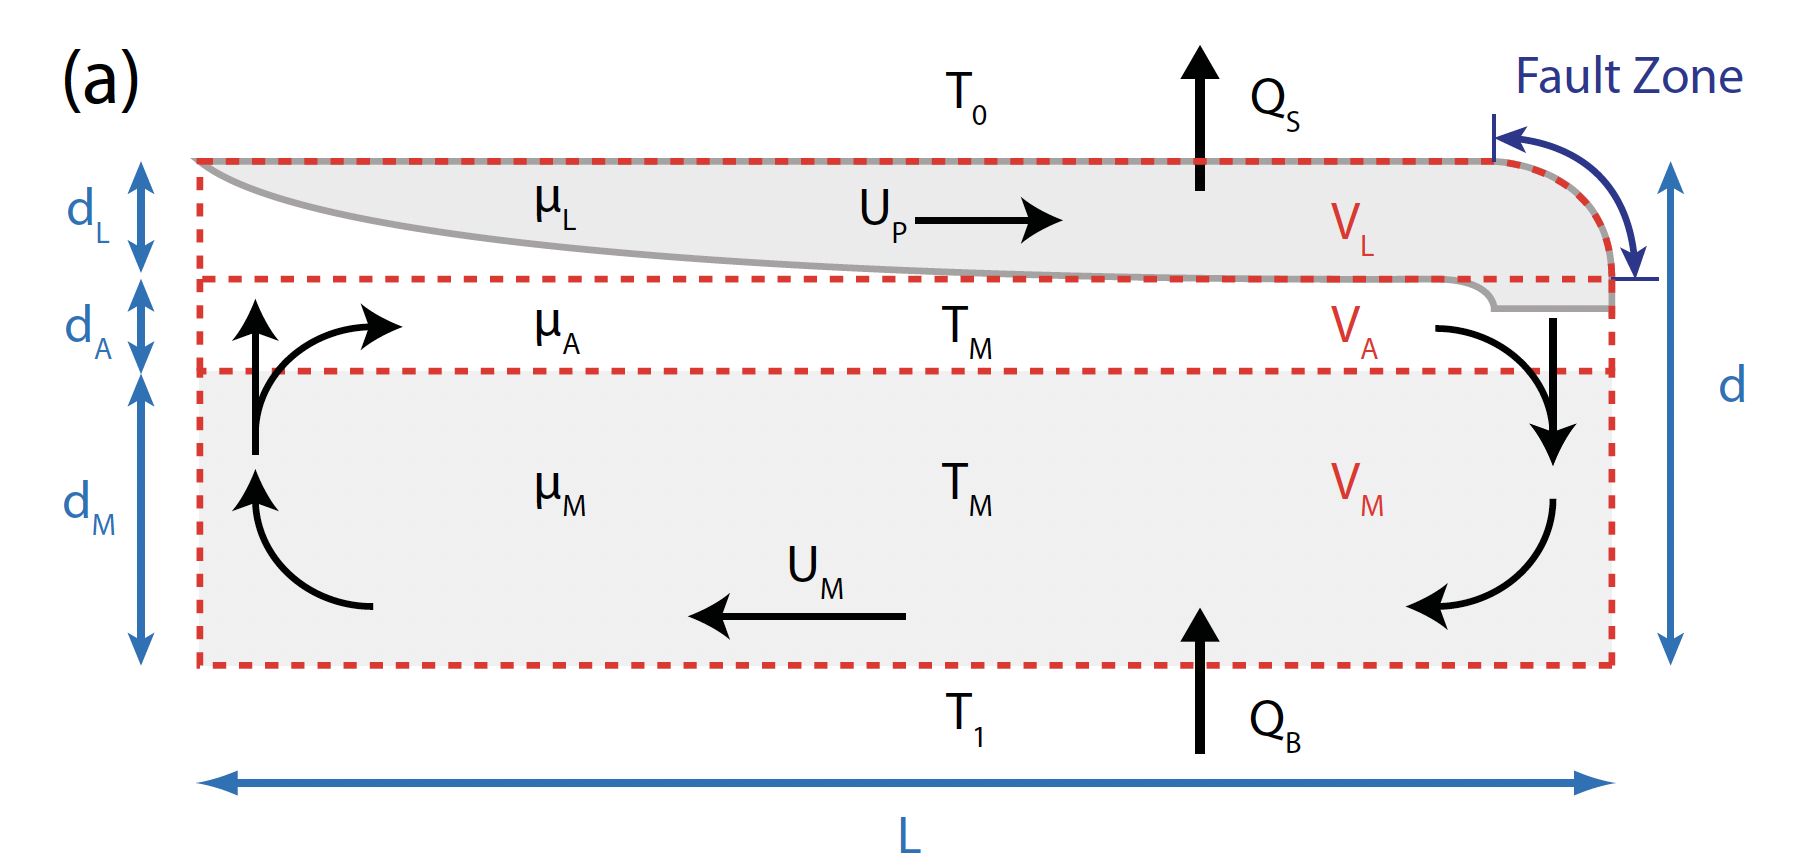 (a)
T0
QS
Fault Zone
dL
μL
UP
VL
dA
μA
TM
VA
d
dM
μM
TM
VM
UM
T1
QB
L